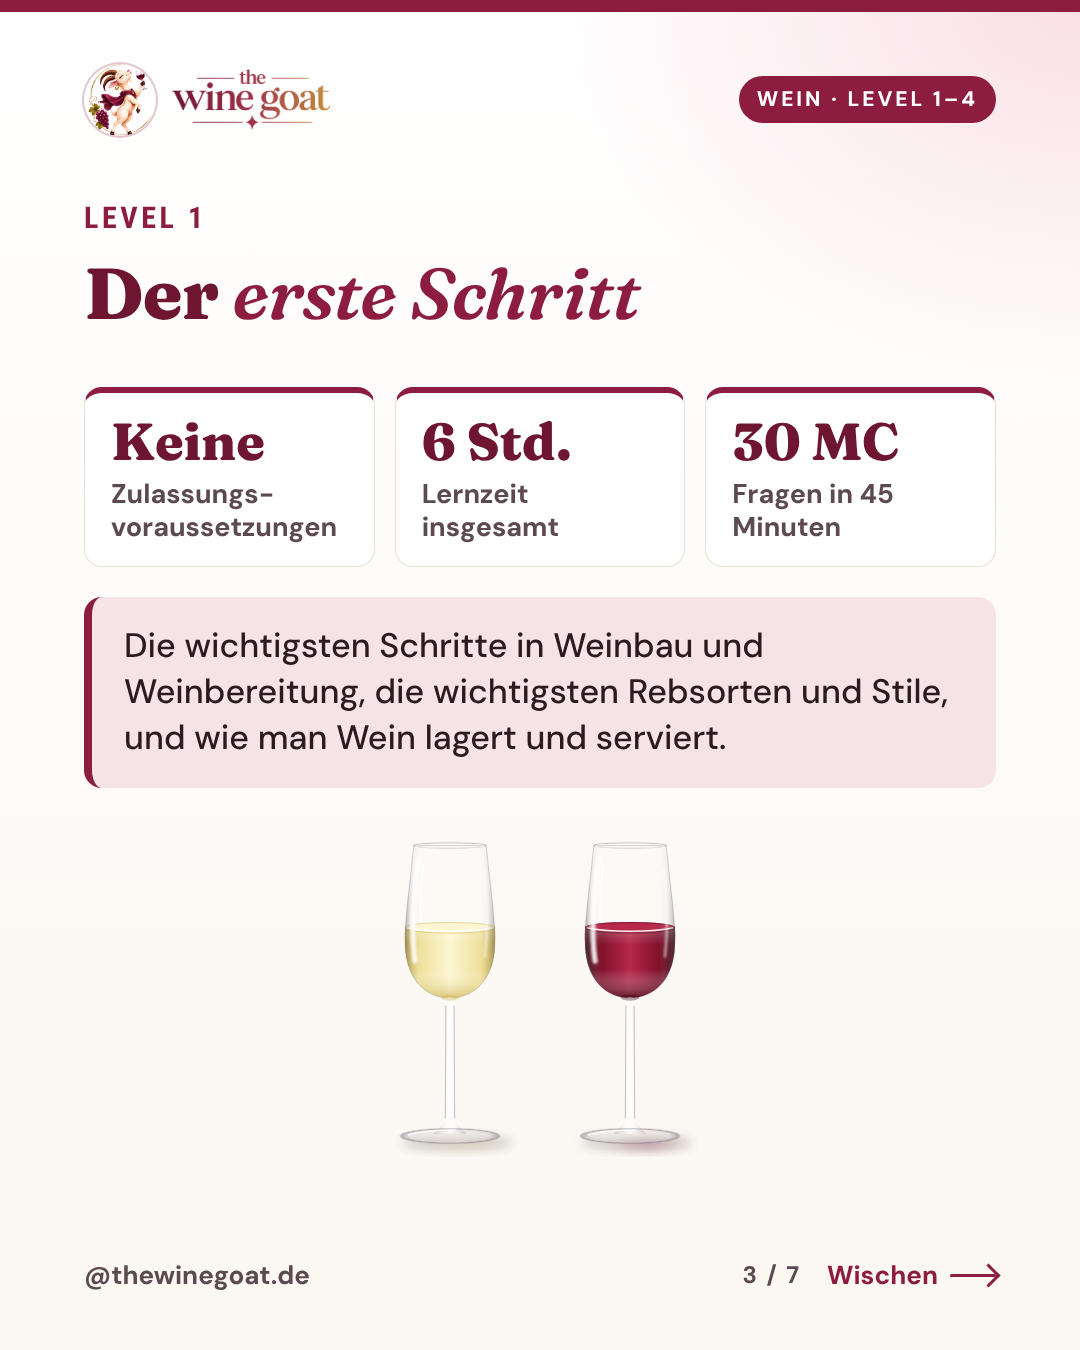 the
wine goat
WEIN · LEVEL 1–4
LEVEL 1
Der erste Schritt
Keine
Zulassungs-
voraussetzungen
6 Std.
Lernzeit
insgesamt
30 MC
Fragen in 45
Minuten
Die wichtigsten Schritte in Weinbau und
Weinbereitung, die wichtigsten Rebsorten und Stile,
und wie man Wein lagert und serviert.
@thewinegoat.de
3 / 7 Wischen